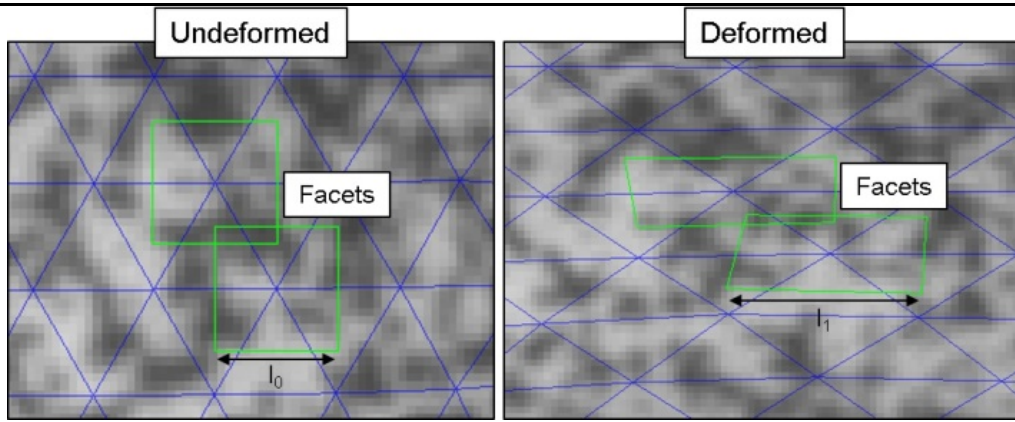 Undeformed
Deformed
Facets
Facets
l₀
l₁